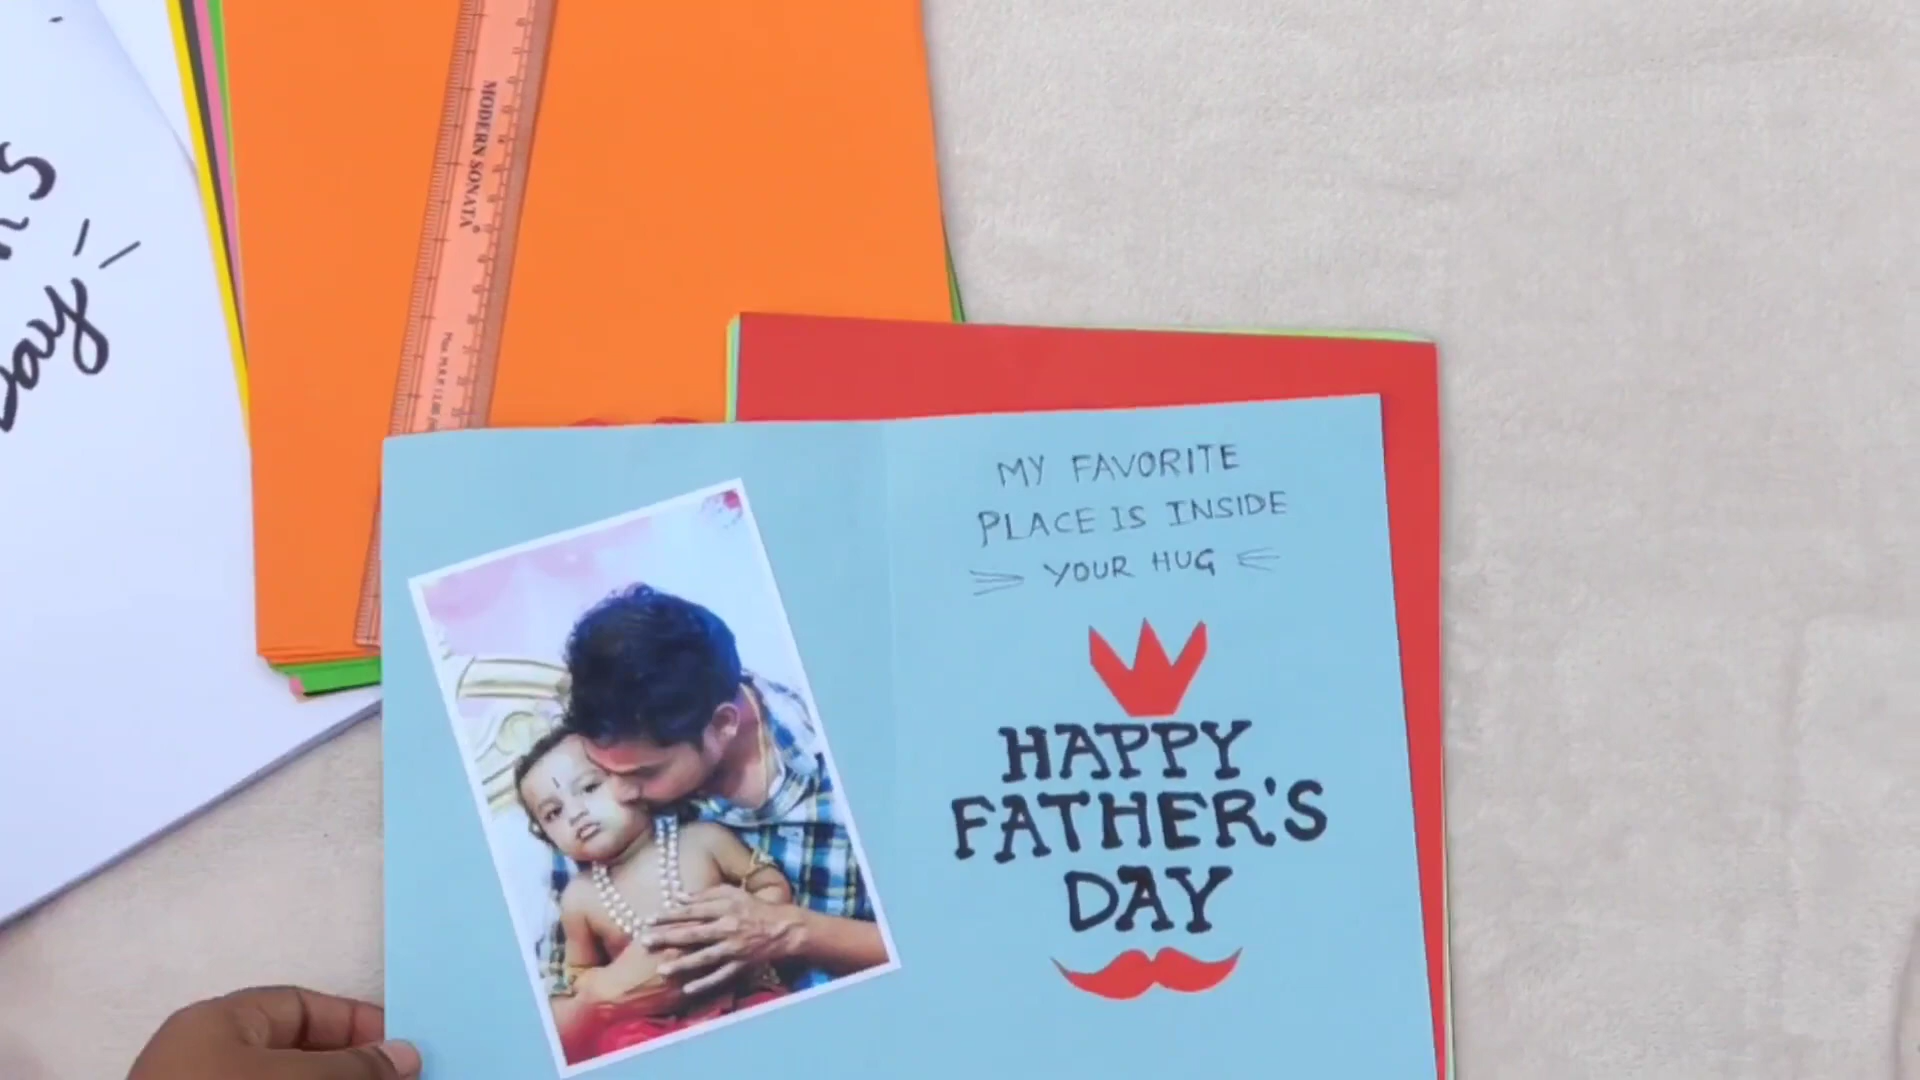 MODERN SONATA®
MY FAVORITE
PLACE IS INSIDE
YOUR HUG
HAPPY
FATHER'S
DAY